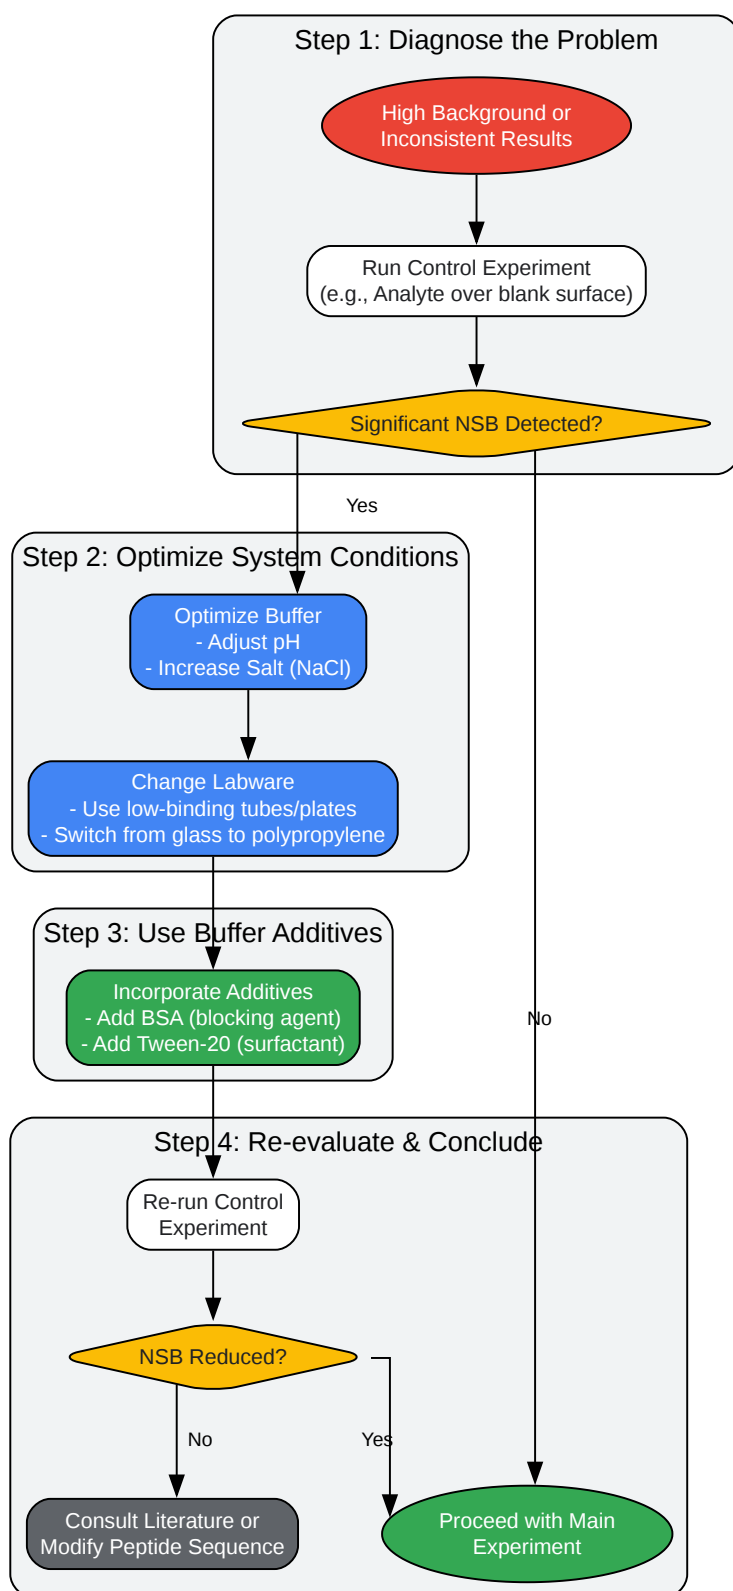 Step 1: Diagnose the Problem
High Background or
Inconsistent Results
Run Control Experiment
(e.g., Analyte over blank surface)
Significant NSB Detected?
Yes
Step 2: Optimize System Conditions
Optimize Buffer
- Adjust pH
- Increase Salt (NaCl)
Change Labware
- Use low-binding tubes/plates
- Switch from glass to polypropylene
Step 3: Use Buffer Additives
Incorporate Additives
- Add BSA (blocking agent)
- Add Tween-20 (surfactant)
No
Step 4: Re-evaluate & Conclude
Re-run Control
Experiment
NSB Reduced?
No
Yes
Consult Literature or
Modify Peptide Sequence
Proceed with Main
Experiment